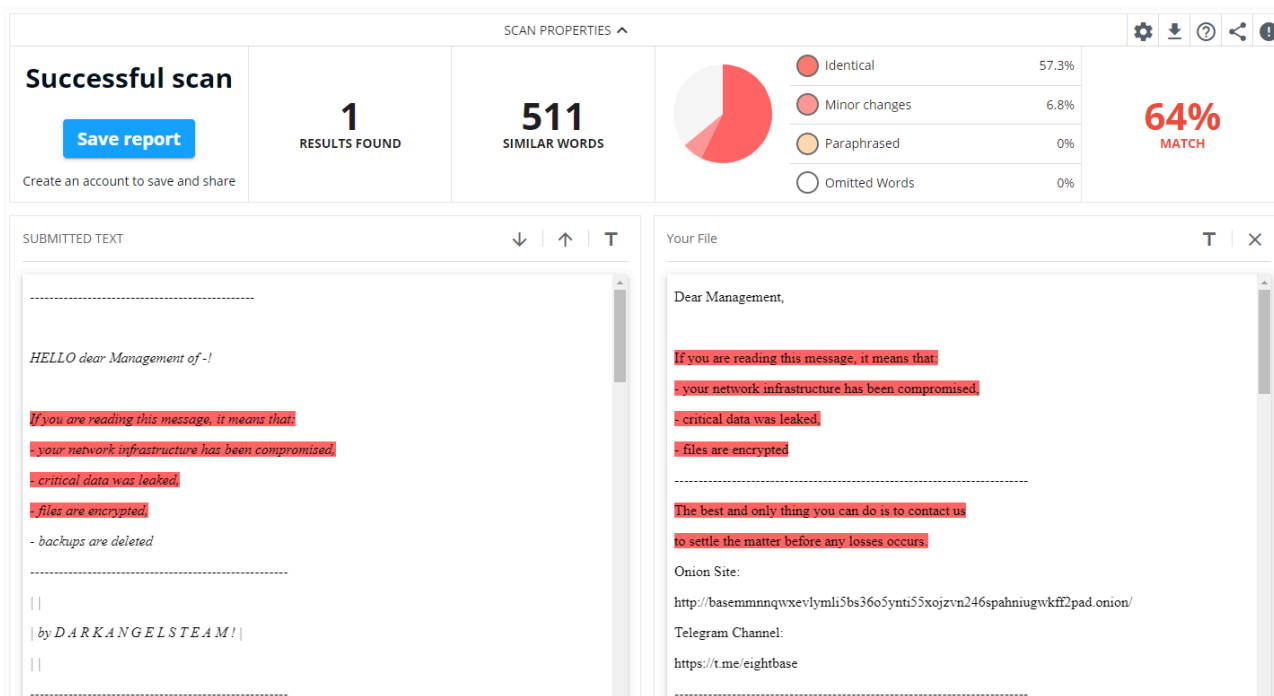 SCAN PROPERTIES
Successful scan
Save report
Create an account to save and share
1
RESULTS FOUND
511
SIMILAR WORDS
Identical 57.3%
Minor changes 6.8%
Paraphrased 0%
Omitted Words 0%
64%
MATCH
SUBMITTED TEXT
-----------------------------------------------
HELLO dear Management of -!
If you are reading this message, it means that:
- your network infrastructure has been compromised,
- critical data was leaked,
- files are encrypted,
- backups are deleted
------------------------------------------------------
| |
| by D A R K A N G E L S T E A M ! |
| |
------------------------------------------------------
Your File
Dear Management,
If you are reading this message, it means that:
- your network infrastructure has been compromised,
- critical data was leaked,
- files are encrypted
--------------------------------------------------------------------------
The best and only thing you can do is to contact us
to settle the matter before any losses occurs.
Onion Site:
http://basemmnnqwxevlymli5bs36o5ynti55xojzvn246spahniugwkff2pad.onion/
Telegram Channel:
https://t.me/eightbase
--------------------------------------------------------------------------